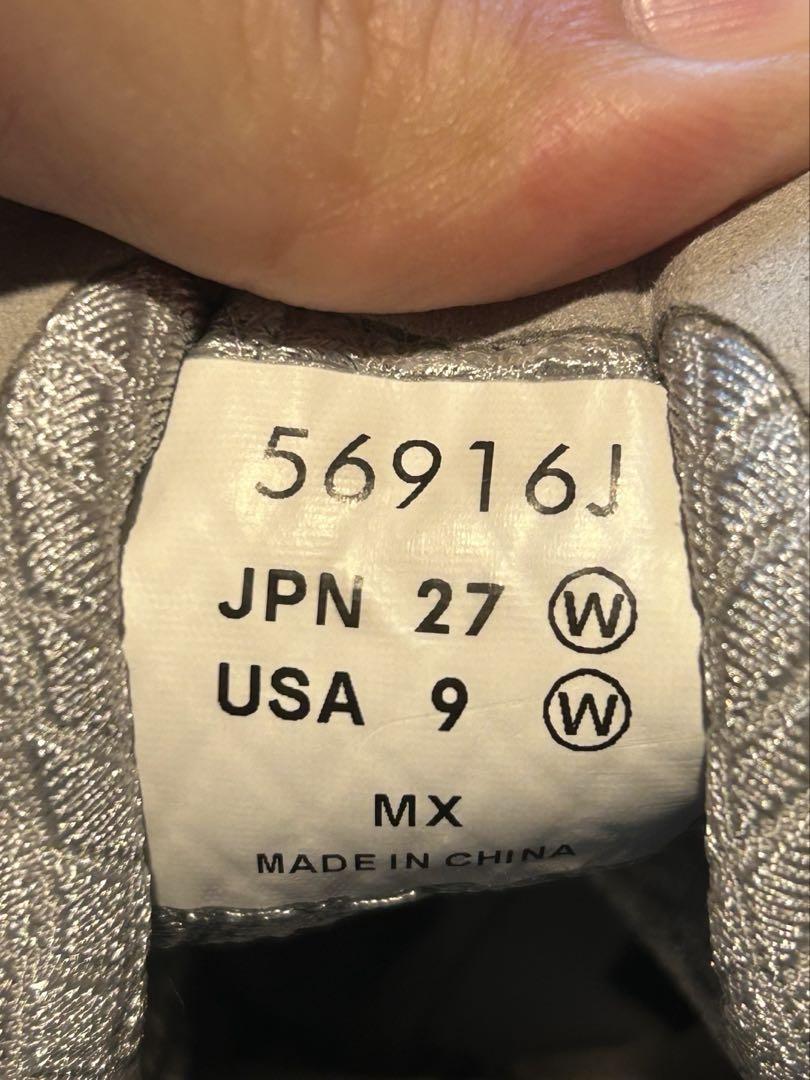 56916J
JPN 27 Ⓦ
USA 9 Ⓦ
MX
MADE IN CHINA